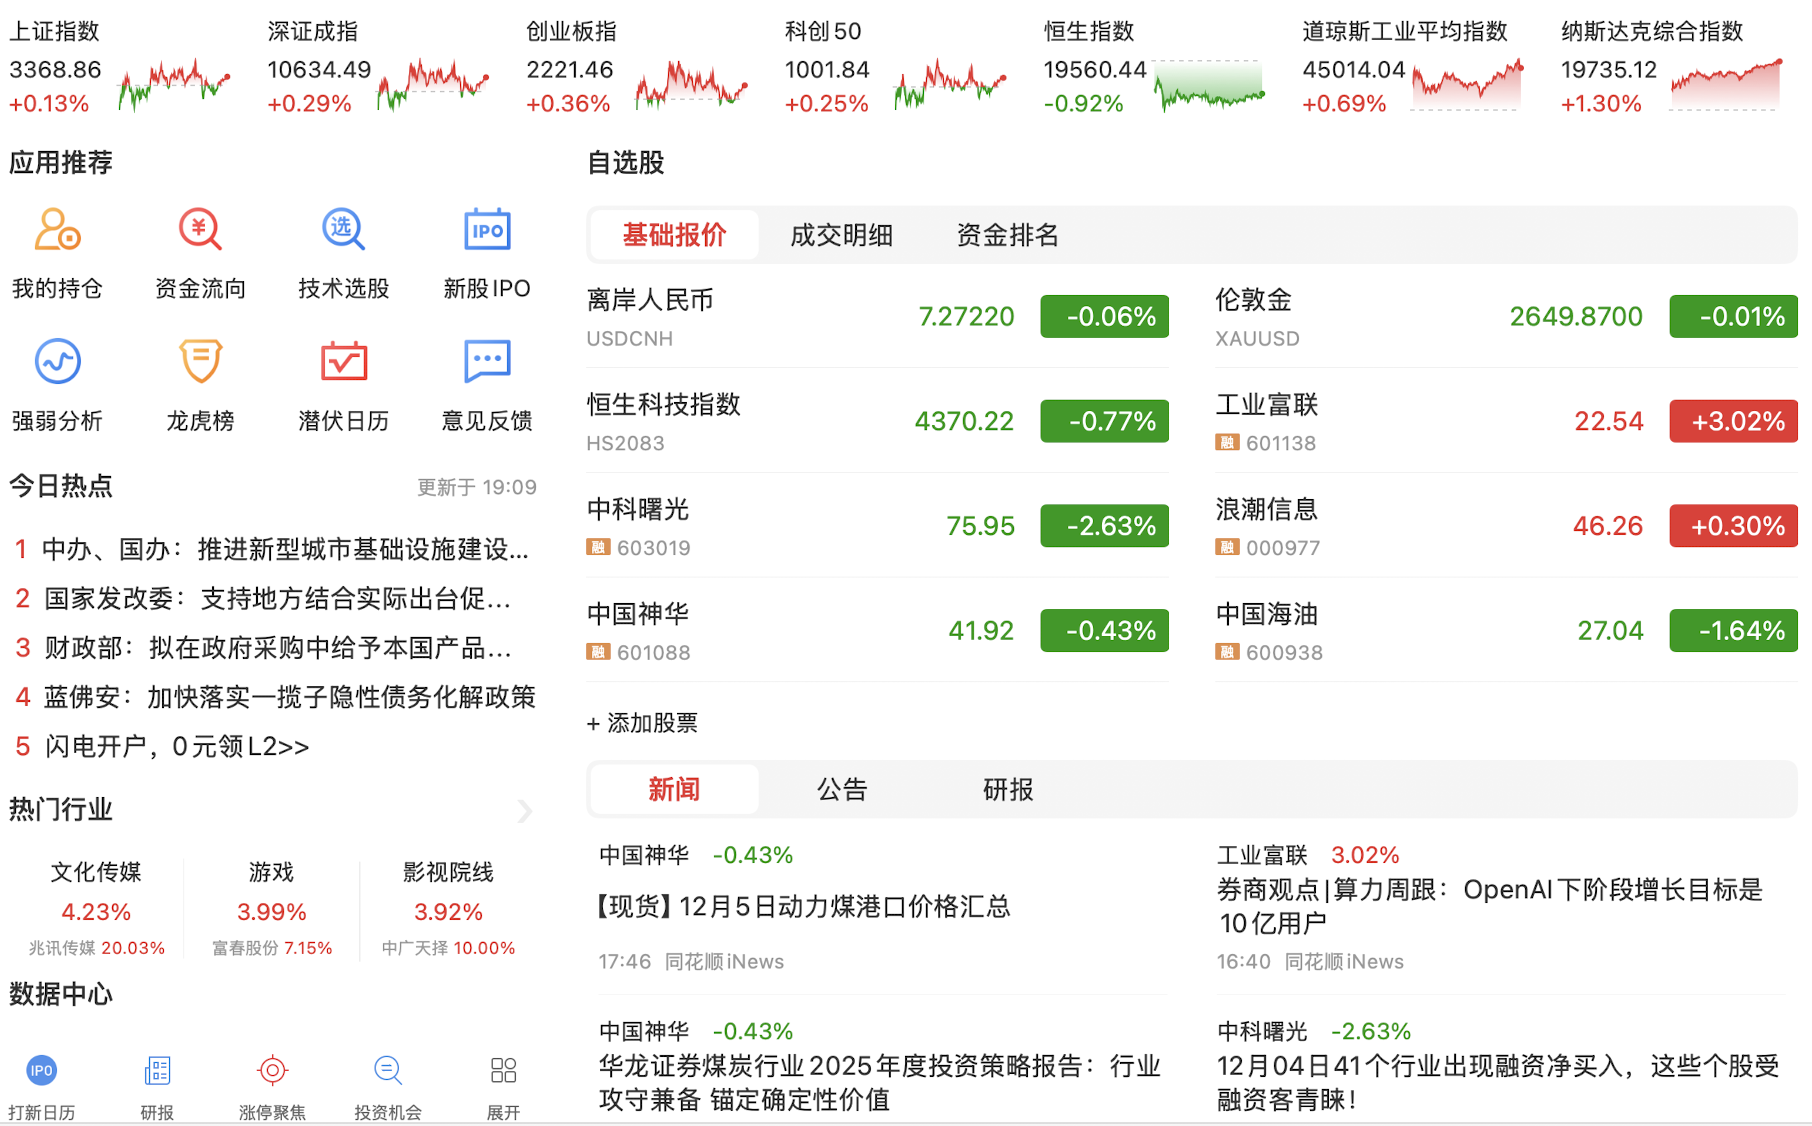 上证指数
3368.86
+0.13%
深证成指
10634.49
+0.29%
创业板指
2221.46
+0.36%
科创50
1001.84
+0.25%
恒生指数
19560.44
-0.92%
道琼斯工业平均指数
45014.04
+0.69%
纳斯达克综合指数
19735.12
+1.30%
应用推荐
我的持仓
¥
资金流向
选
技术选股
IPO
新股IPO
强弱分析
龙虎榜
潜伏日历
意见反馈
今日热点
更新于 19:09
1 中办、国办：推进新型城市基础设施建设...
2 国家发改委：支持地方结合实际出台促...
3 财政部：拟在政府采购中给予本国产品...
4 蓝佛安：加快落实一揽子隐性债务化解政策
5 闪电开户，0元领L2>>
热门行业
文化传媒
4.23%
兆讯传媒 20.03%
游戏
3.99%
富春股份 7.15%
影视院线
3.92%
中广天择 10.00%
数据中心
IPO
打新日历
研报
涨停聚焦
投资机会
展开
自选股
基础报价 成交明细 资金排名
离岸人民币
USDCNH
7.27220
-0.06%
伦敦金
XAUUSD
2649.8700
-0.01%
恒生科技指数
HS2083
4370.22
-0.77%
工业富联
融 601138
22.54
+3.02%
中科曙光
融 603019
75.95
-2.63%
浪潮信息
融 000977
46.26
+0.30%
中国神华
融 601088
41.92
-0.43%
中国海油
融 600938
27.04
-1.64%
+ 添加股票
新闻 公告 研报
中国神华 -0.43%
【现货】12月5日动力煤港口价格汇总
17:46 同花顺iNews
工业富联 3.02%
券商观点|算力周跟：OpenAI下阶段增长目标是
10亿用户
16:40 同花顺iNews
中国神华 -0.43%
华龙证券煤炭行业2025年度投资策略报告：行业
攻守兼备 锚定确定性价值
中科曙光 -2.63%
12月04日41个行业出现融资净买入，这些个股受
融资客青睐！